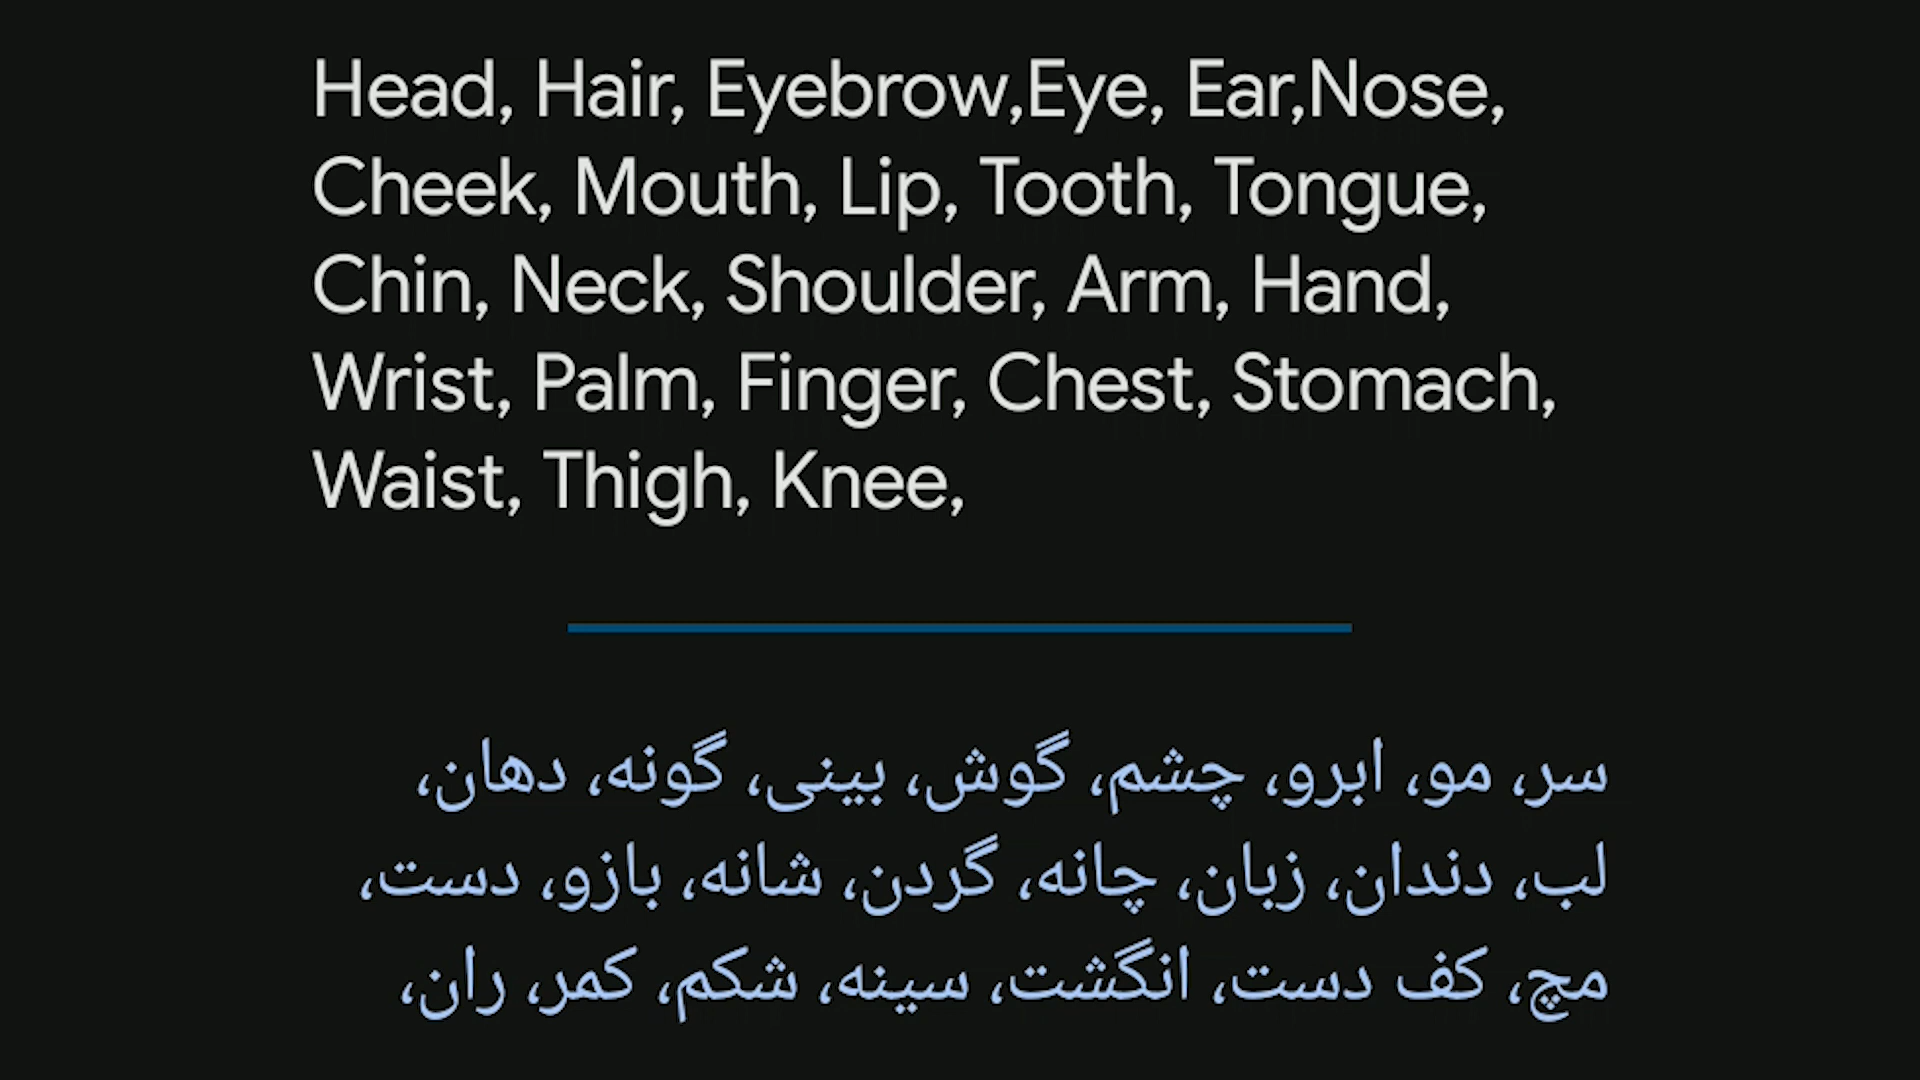 Head, Hair, Eyebrow,Eye, Ear,Nose,
Cheek, Mouth, Lip, Tooth, Tongue,
Chin, Neck, Shoulder, Arm, Hand,
Wrist, Palm, Finger, Chest, Stomach,
Waist, Thigh, Knee,
سر، مو، ابرو، چشم، گوش، بینی، گونه، دهان،
لب، دندان، زبان، چانه، گردن، شانه، بازو، دست،
مچ، کف دست، انگشت، سینه، شکم، کمر، ران،